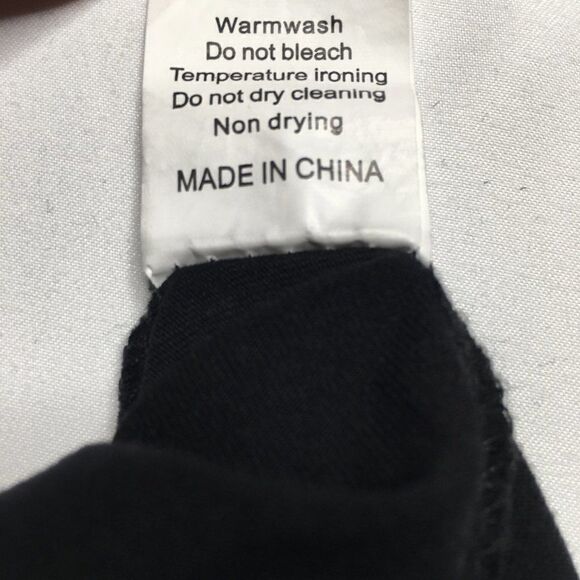 Warmwash
Do not bleach
Temperature ironing
Do not dry cleaning
Non drying
MADE IN CHINA